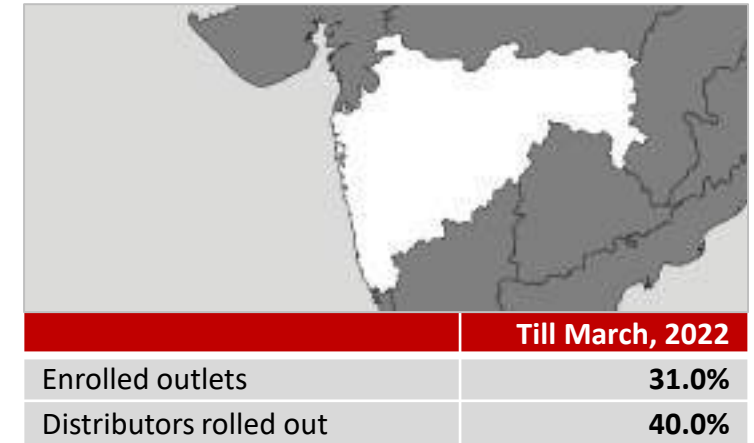 Till March, 2022
Enrolled outlets 31.0%
Distributors rolled out 40.0%